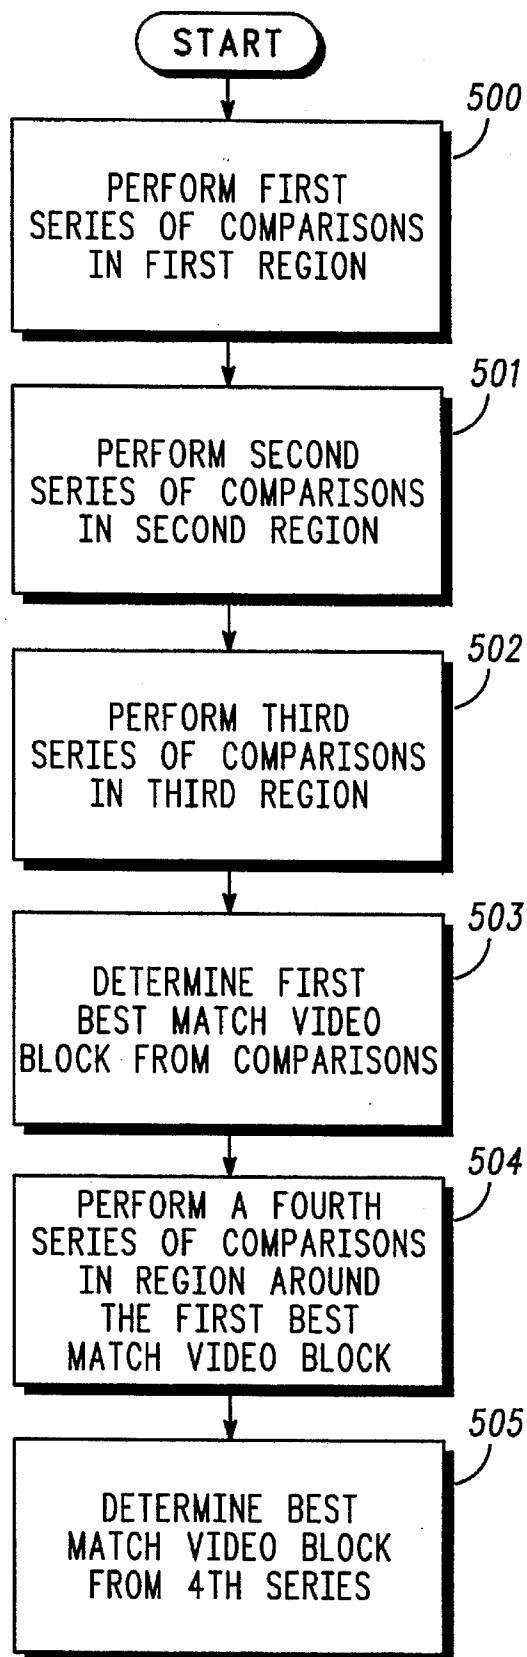 START
500
PERFORM FIRST
SERIES OF COMPARISONS
IN FIRST REGION
501
PERFORM SECOND
SERIES OF COMPARISONS
IN SECOND REGION
502
PERFORM THIRD
SERIES OF COMPARISONS
IN THIRD REGION
503
DETERMINE FIRST
BEST MATCH VIDEO
BLOCK FROM COMPARISONS
504
PERFORM A FOURTH
SERIES OF COMPARISONS
IN REGION AROUND
THE FIRST BEST
MATCH VIDEO BLOCK
505
DETERMINE BEST
MATCH VIDEO BLOCK
FROM 4TH SERIES